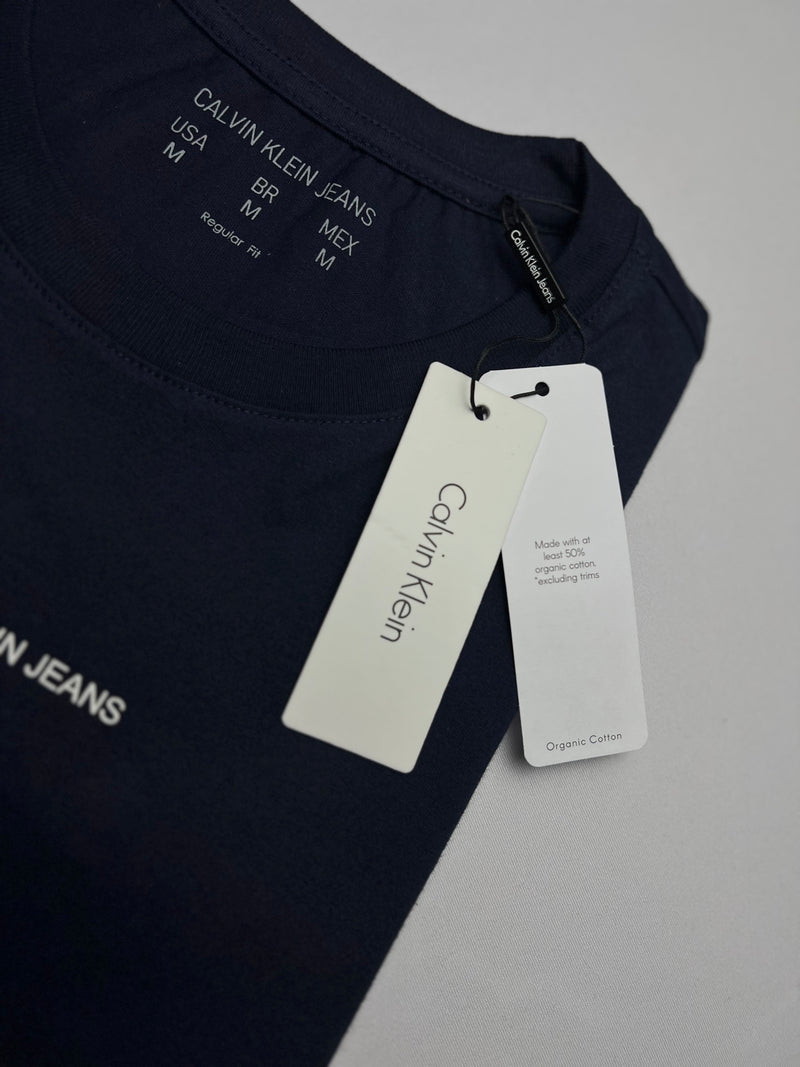 CALVIN KLEIN JEANS
USA BR MEX
M M M
Regular Fit
Calvin Klein Jeans
Calvin Klein
Made with at
least 50%
organic cotton.
*excluding trims
Organic Cotton
IN JEANS